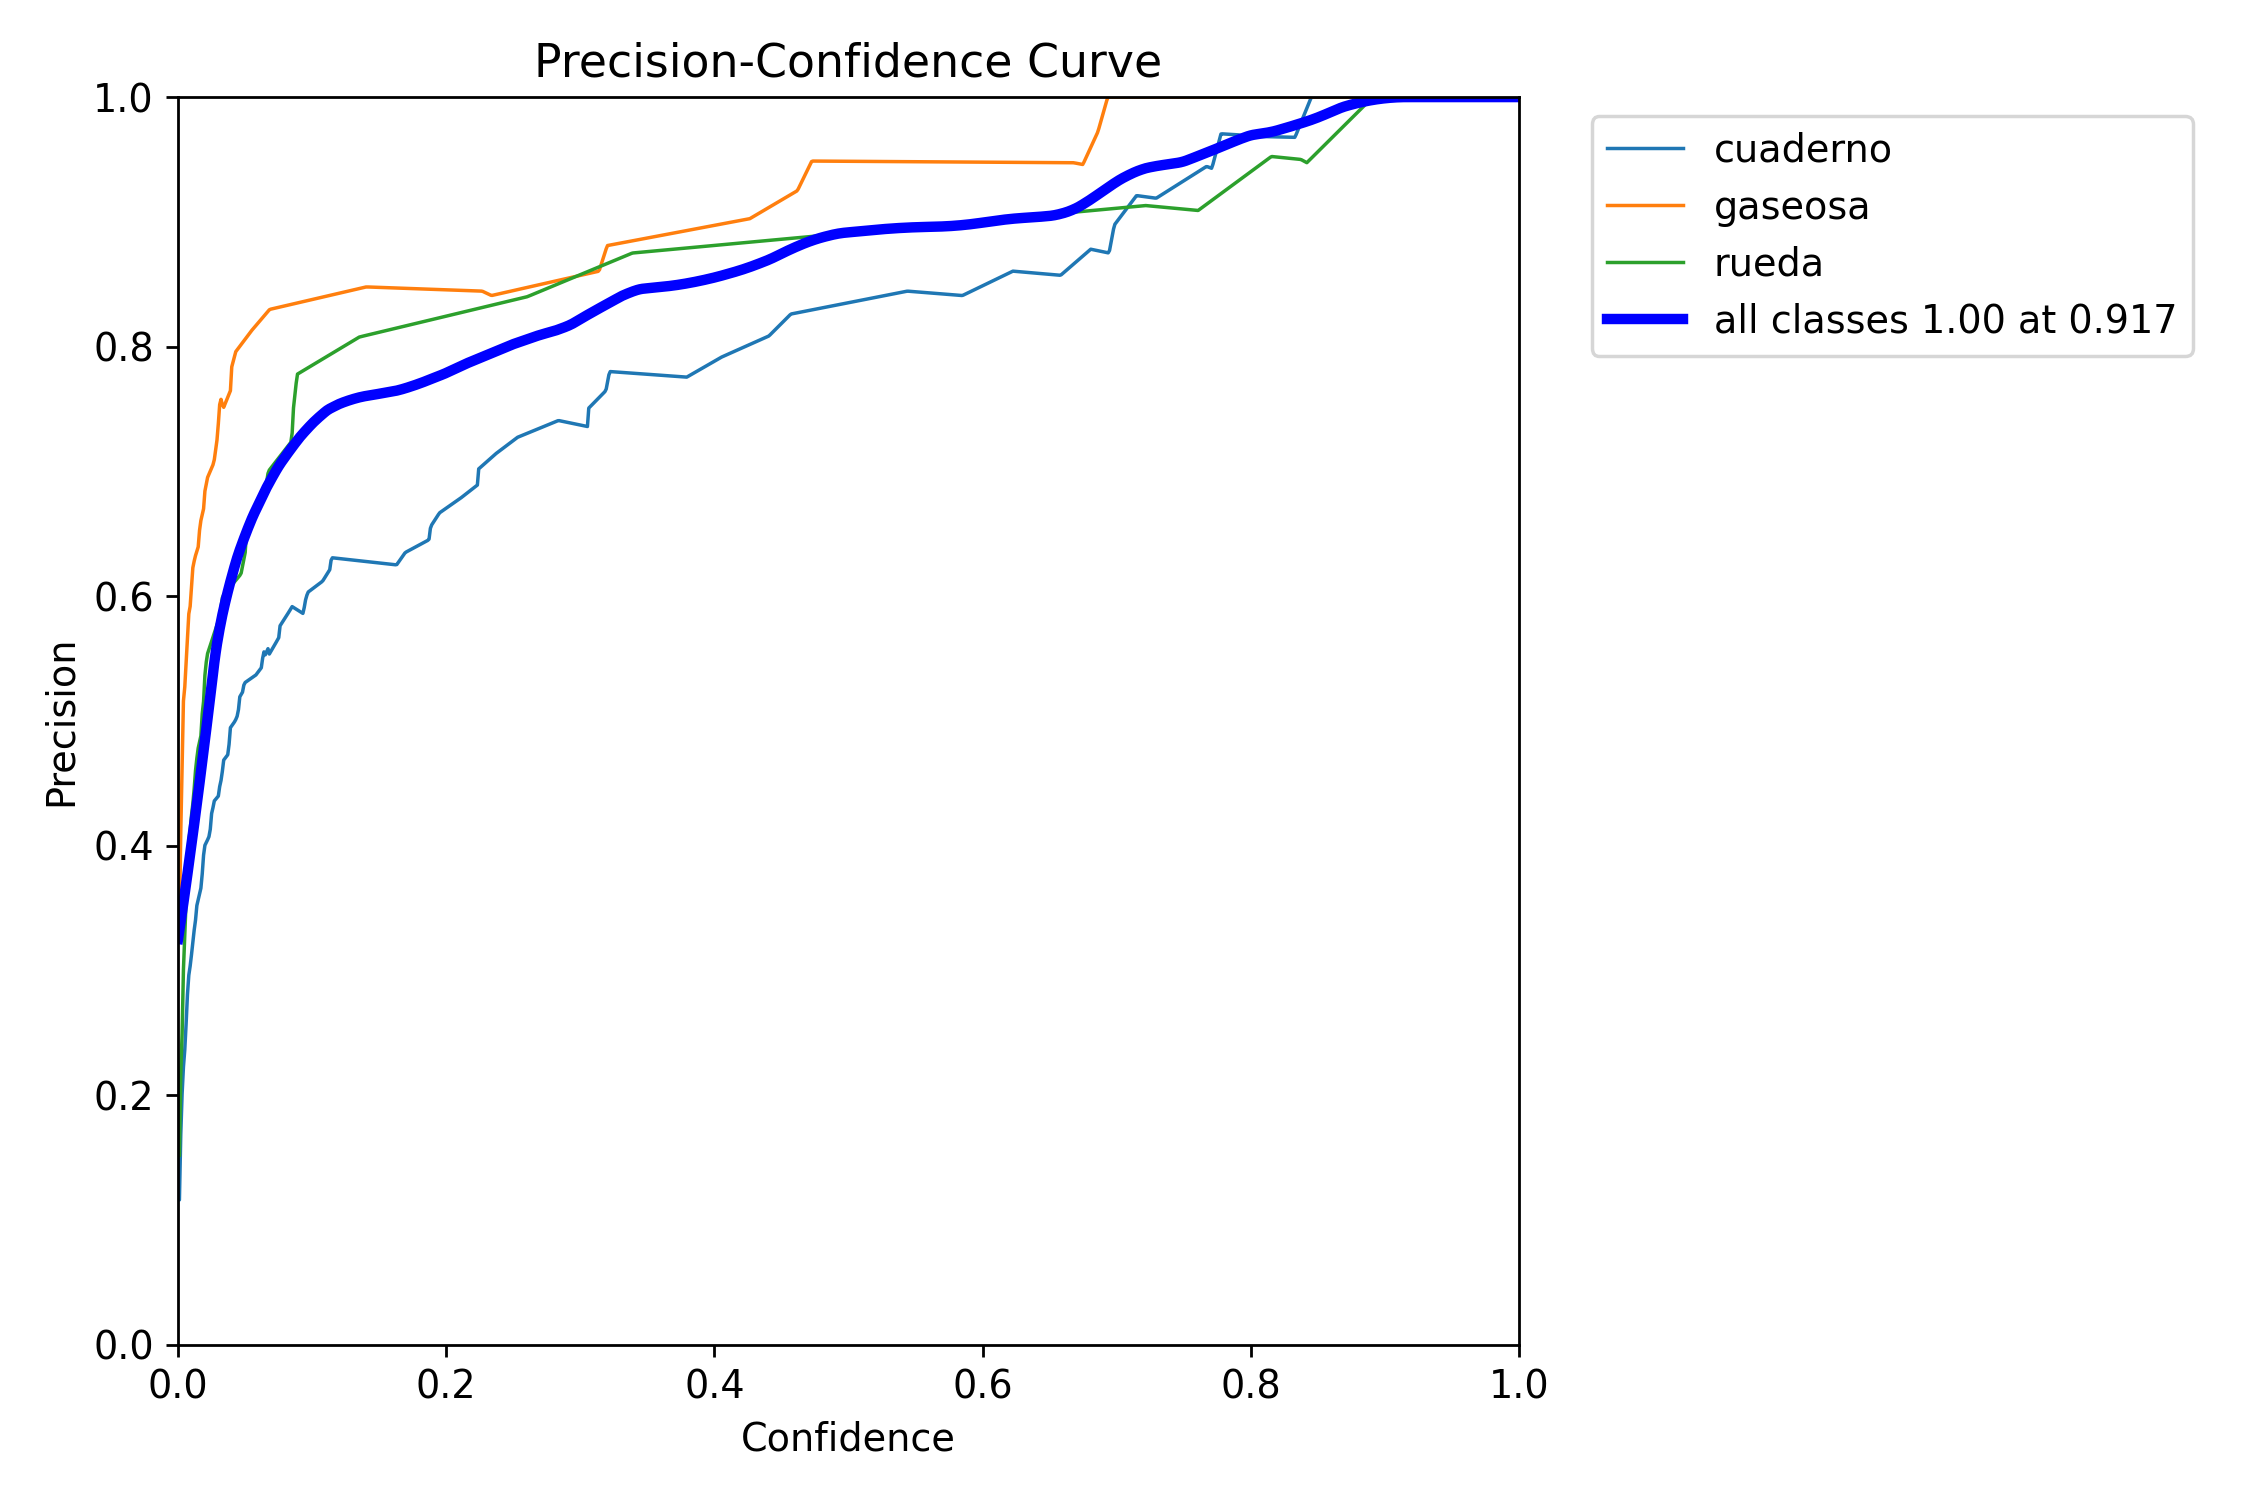 Precision-Confidence Curve
1.0
0.8
0.6
0.4
0.2
0.0
Precision
0.0 0.2 0.4 0.6 0.8 1.0
Confidence
cuaderno
gaseosa
rueda
all classes 1.00 at 0.917